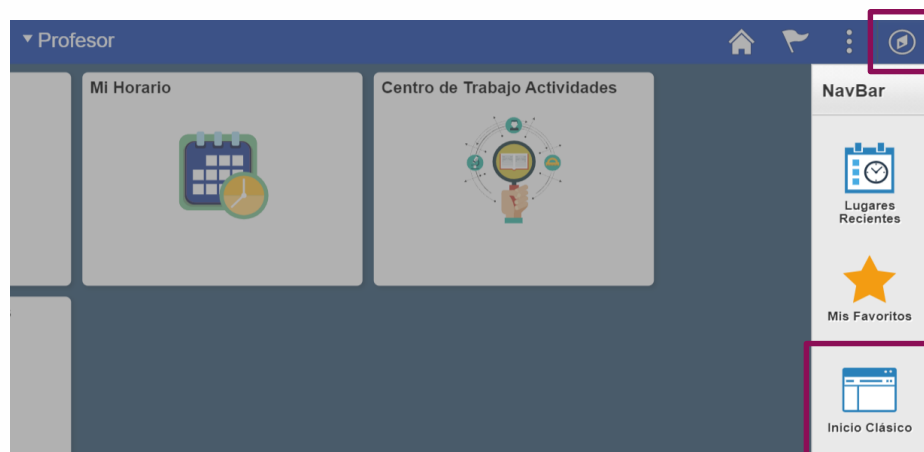 Profesor
Mi Horario
Centro de Trabajo Actividades
NavBar
Lugares
Recientes
Mis Favoritos
Inicio Clásico